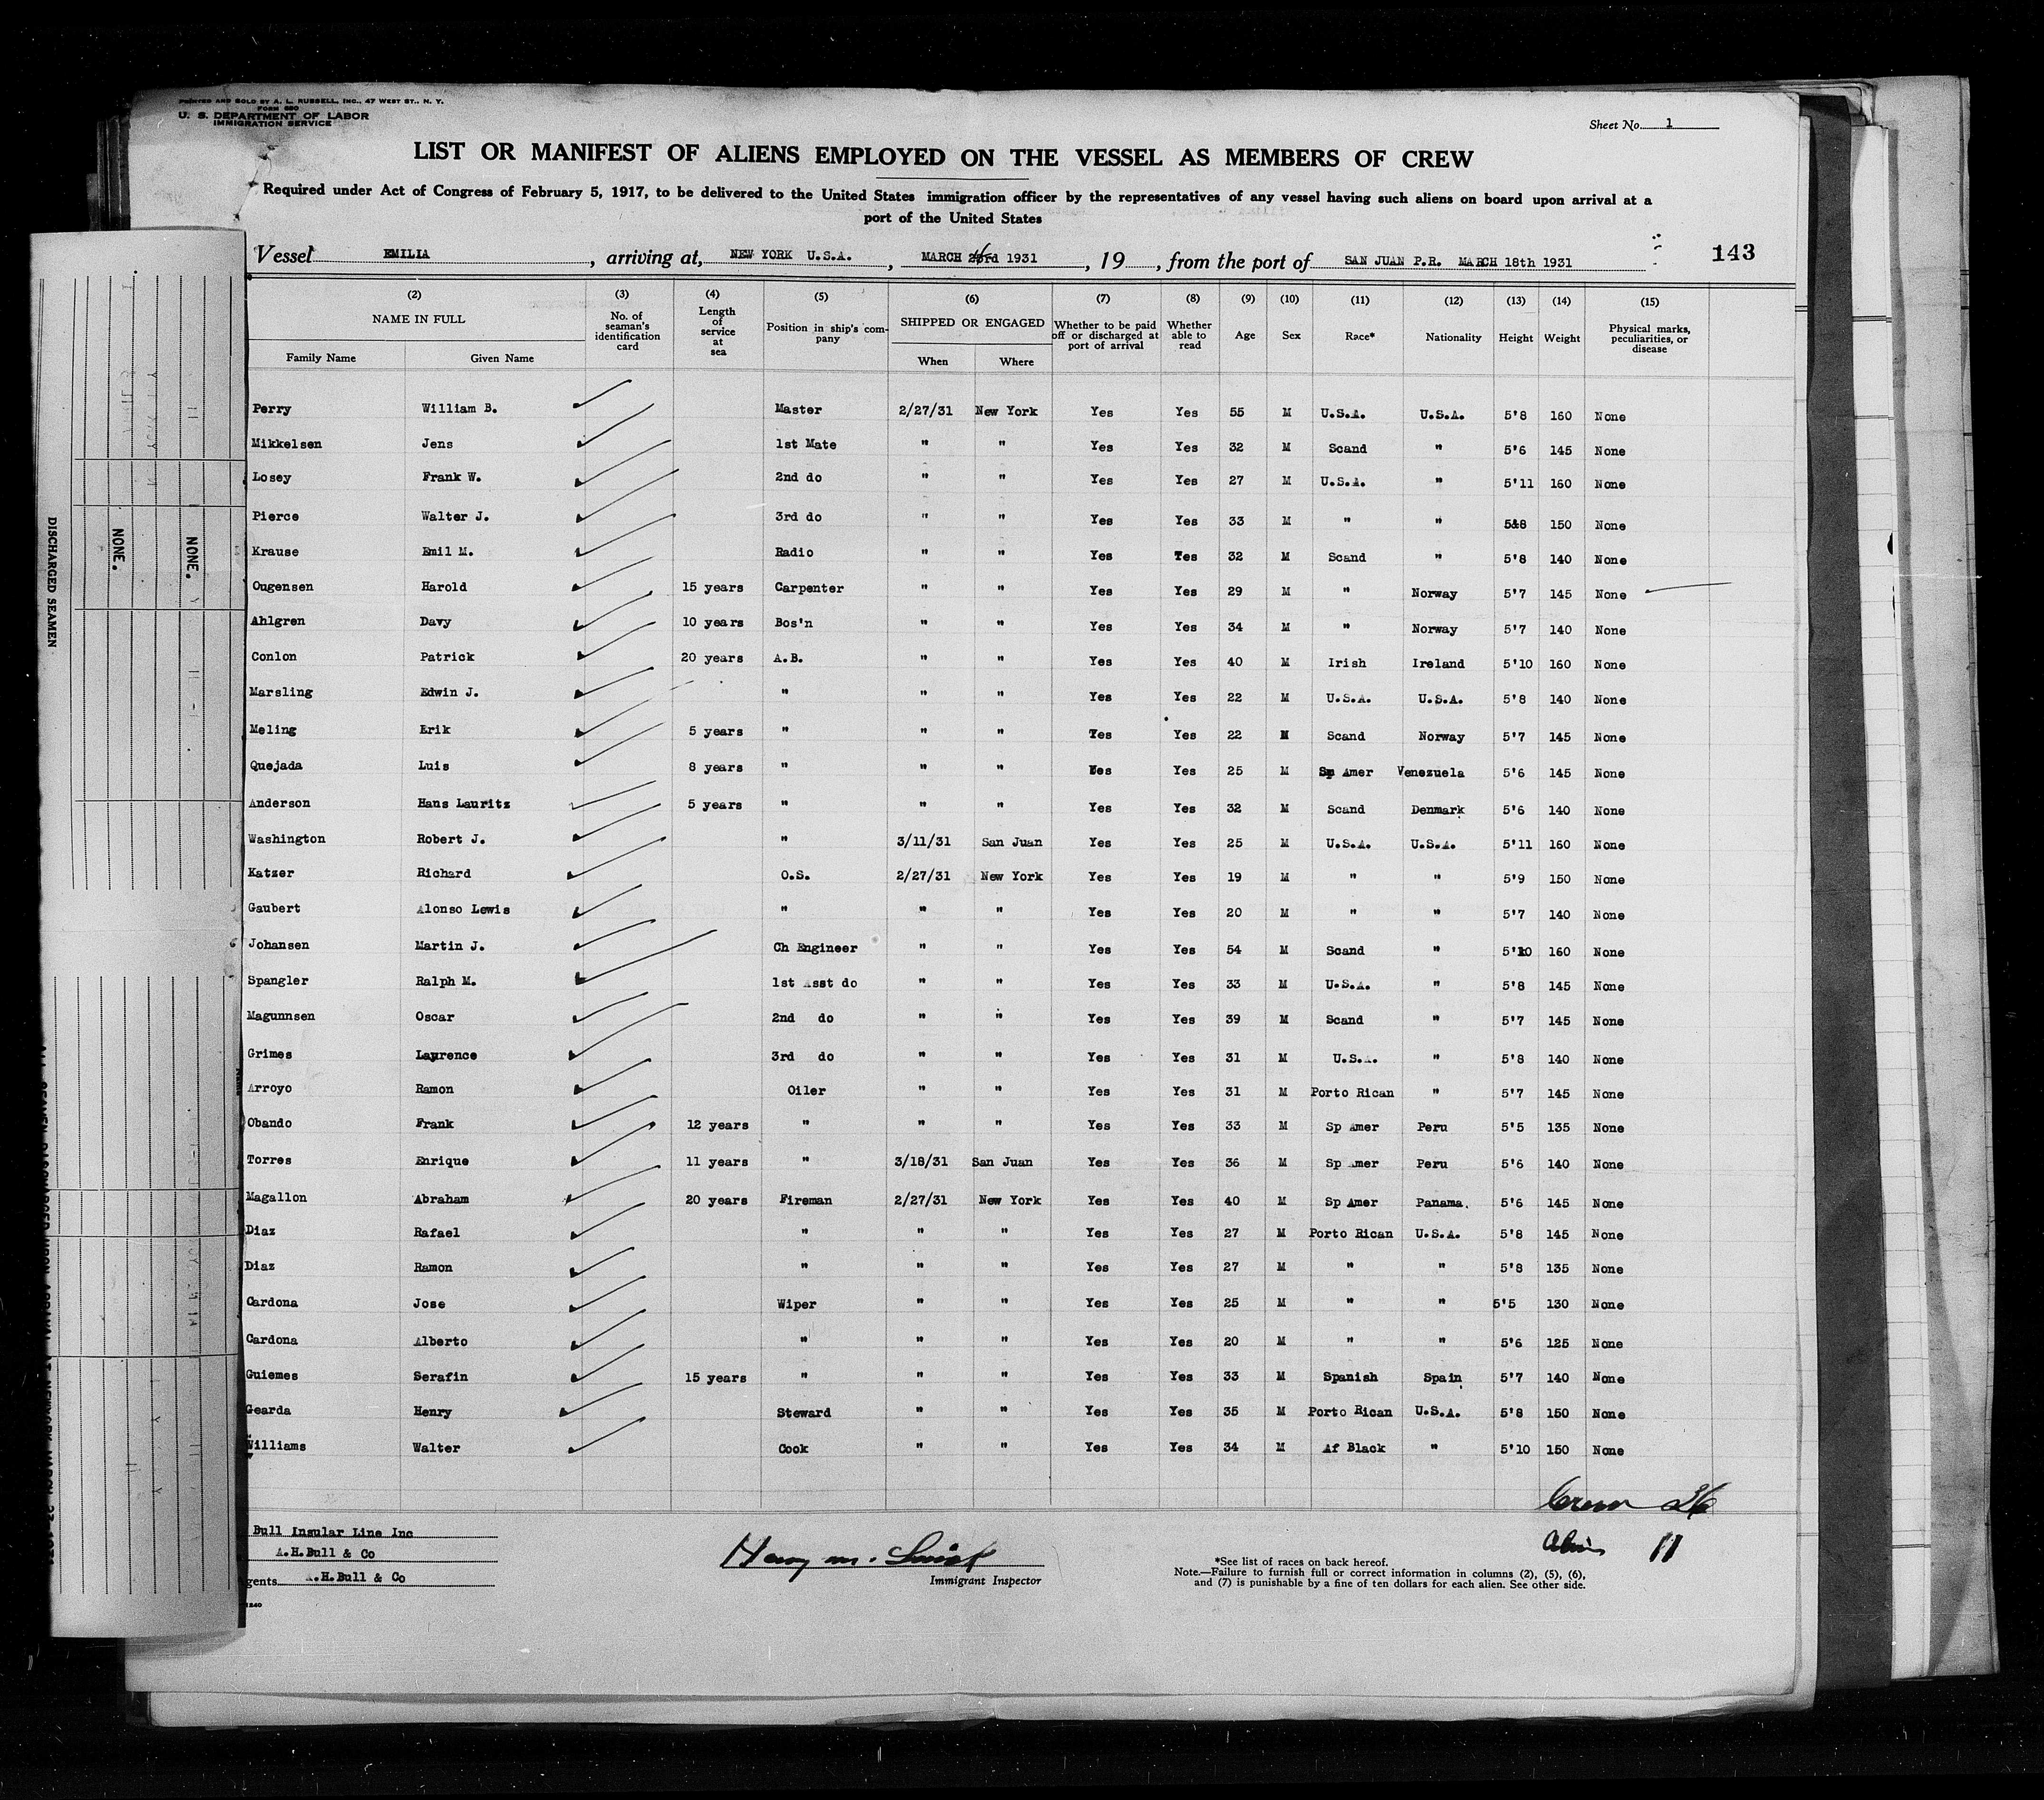 PRINTED AND SOLD BY A. L. RUSSELL, INC., 47 WEST ST., N. Y.
FORM 680
U. S. DEPARTMENT OF LABOR
IMMIGRATION SERVICE
Sheet No. 1
LIST OR MANIFEST OF ALIENS EMPLOYED ON THE VESSEL AS MEMBERS OF CREW
Required under Act of Congress of February 5, 1917, to be delivered to the United States immigration officer by the representatives of any vessel having such aliens on board upon arrival at a
port of the United States
Vessel EMILIA, arriving at, NEW YORK U.S.A., MARCH 1931, 19, from the port of SAN JUAN P.R. MARCH 18th 1931
143
(2) (3) (4) (5) (6) (7) (8) (9) (10) (11) (12) (13) (14) (15)
NAME IN FULL No. of seaman's identification card Length of service at sea Position in ship's company SHIPPED OR ENGAGED Whether to be paid off or discharged at port of arrival Whether able to read Age Sex Race* Nationality Height Weight Physical marks, peculiarities, or disease
Family Name Given Name When Where
Perry William B. Master 2/27/31 New York Yes Yes 55 M U.S.A. U.S.A. 5'8 160 None
Mikkelsen Jens 1st Mate " " Yes Yes 32 M Scand " 5'6 145 None
Losey Frank W. 2nd do " " Yes Yes 27 M U.S.A. " 5'11 160 None
Pierce Walter J. 3rd do " " Yes Yes 33 M " " 5'8 150 None
Krause Emil M. Radio " " Yes Yes 32 M Scand " 5'8 140 None
Ougensen Harold 15 years Carpenter " " Yes Yes 29 M " Norway 5'7 145 None
Ahlgren Davy 10 years Bos'n " " Yes Yes 34 M " Norway 5'7 140 None
Conlon Patrick 20 years A.B. " " Yes Yes 40 M Irish Ireland 5'10 160 None
Marsling Edwin J. " " " Yes Yes 22 M U.S.A. U.S.A. 5'8 140 None
Meling Erik 5 years " " " Yes Yes 22 M Scand Norway 5'7 145 None
Quejada Luis 8 years " " " Yes Yes 25 M Sp Amer Venezuela 5'6 145 None
Anderson Hans Lauritz 5 years " " " Yes Yes 32 M Scand Denmark 5'6 140 None
Washington Robert J. " 3/11/31 San Juan Yes Yes 25 M U.S.A. U.S.A. 5'11 160 None
Katzer Richard O.S. 2/27/31 New York Yes Yes 19 M " " 5'9 150 None
Gaubert Alonso Lewis " " " Yes Yes 20 M " " 5'7 140 None
Johansen Martin J. Ch Engineer " " Yes Yes 54 M Scand " 5'10 160 None
Spangler Ralph M. 1st Asst do " " Yes Yes 33 M U.S.A. " 5'8 145 None
Magunnsen Oscar 2nd do " " Yes Yes 39 M Scand " 5'7 145 None
Grimes Laurence 3rd do " " Yes Yes 31 M U.S.A. " 5'8 140 None
Arroyo Ramon Oiler " " Yes Yes 31 M Porto Rican " 5'7 145 None
Obando Frank 12 years " " " Yes Yes 33 M Sp Amer Peru 5'5 135 None
Torres Enrique 11 years " 3/18/31 San Juan Yes Yes 36 M Sp Amer Peru 5'6 140 None
Magallon Abraham 20 years Fireman 2/27/31 New York Yes Yes 40 M Sp Amer Panama. 5'6 145 None
Diaz Rafael " " " Yes Yes 27 M Porto Rican U.S.A. 5'8 145 None
Diaz Ramon " " " Yes Yes 27 M " " 5'8 135 None
Cardona Jose Wiper " " Yes Yes 25 M " " 5'5 130 None
Cardona Alberto " " " Yes Yes 20 M " " 5'6 125 None
Guiemes Serafin 15 years " " " Yes Yes 33 M Spanish Spain 5'7 140 None
Gearda Henry Steward " " Yes Yes 35 M Porto Rican U.S.A. 5'8 150 None
Williams Walter Cook " " Yes Yes 34 M Af Black " 5'10 150 None
Crew 36
Aliens 11
Bull Insular Line Inc
A.H.Bull & Co
gents A.H.Bull & Co
1240
Immigrant Inspector
*See list of races on back hereof.
Note.—Failure to furnish full or correct information in columns (2), (5), (6),
and (7) is punishable by a fine of ten dollars for each alien. See other side.
DISCHARGED SEAMEN
NONE.
NONE.